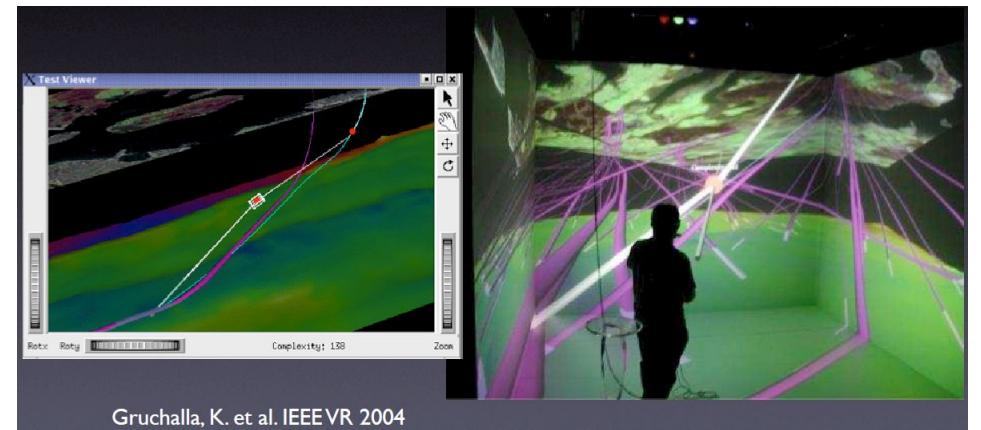 Test Viewer
Rotx Roty Complexity: 138 Zoom
Gruchalla, K. et al. IEEE VR 2004